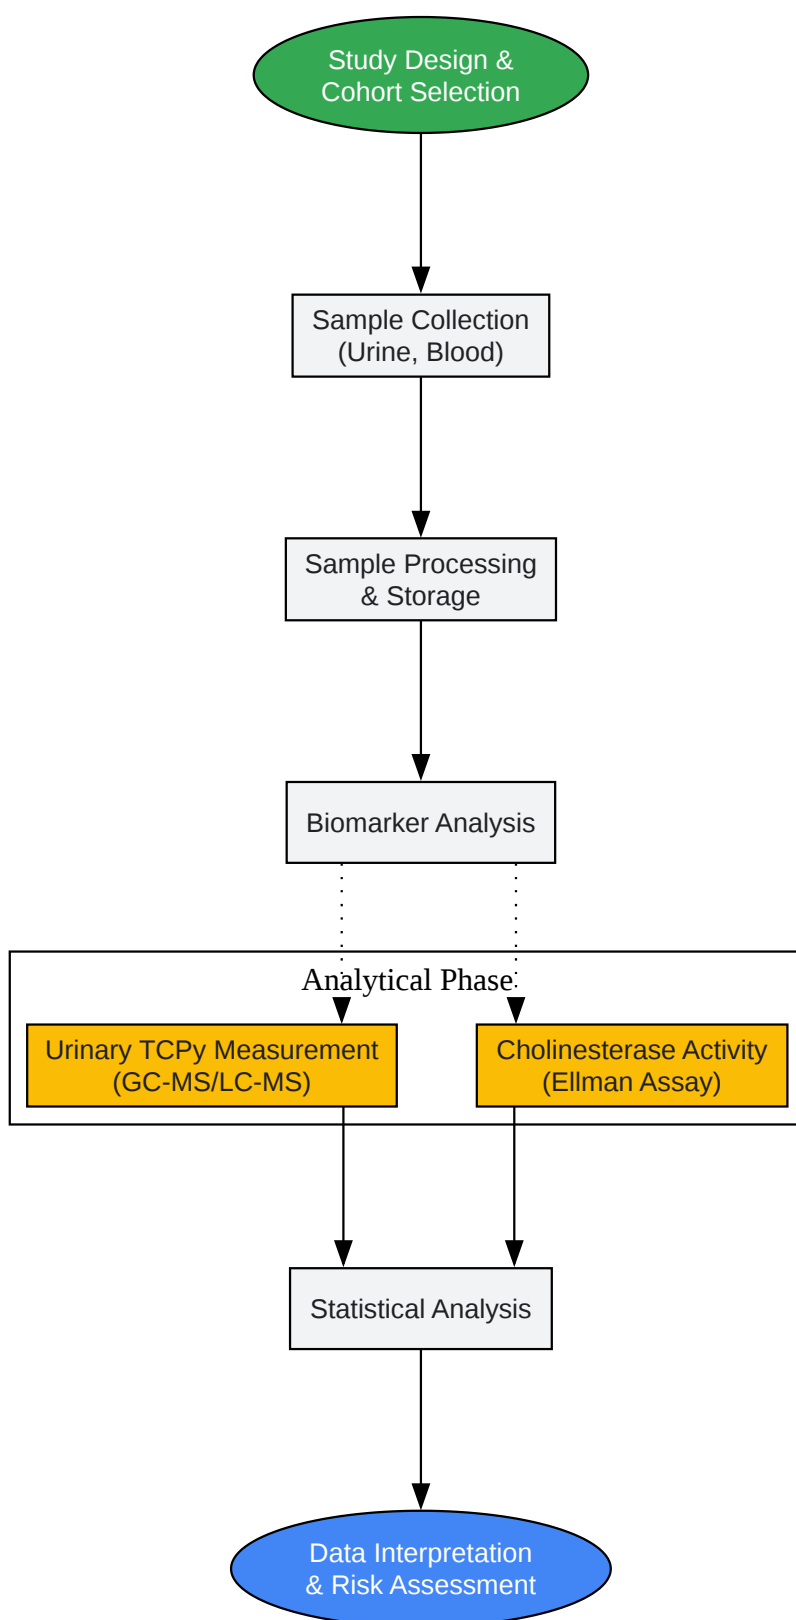 Study Design &
Cohort Selection
Sample Collection
(Urine, Blood)
Sample Processing
& Storage
Biomarker Analysis
Analytical Phase
Urinary TCPy Measurement
(GC-MS/LC-MS)
Cholinesterase Activity
(Ellman Assay)
Statistical Analysis
Data Interpretation
& Risk Assessment